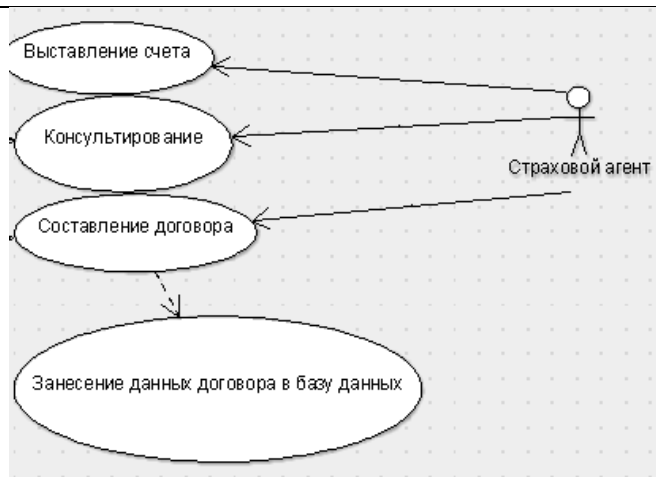 Выставление счета
Консультирование
Страховой агент
Составление договора
Занесение данных договора в базу данных